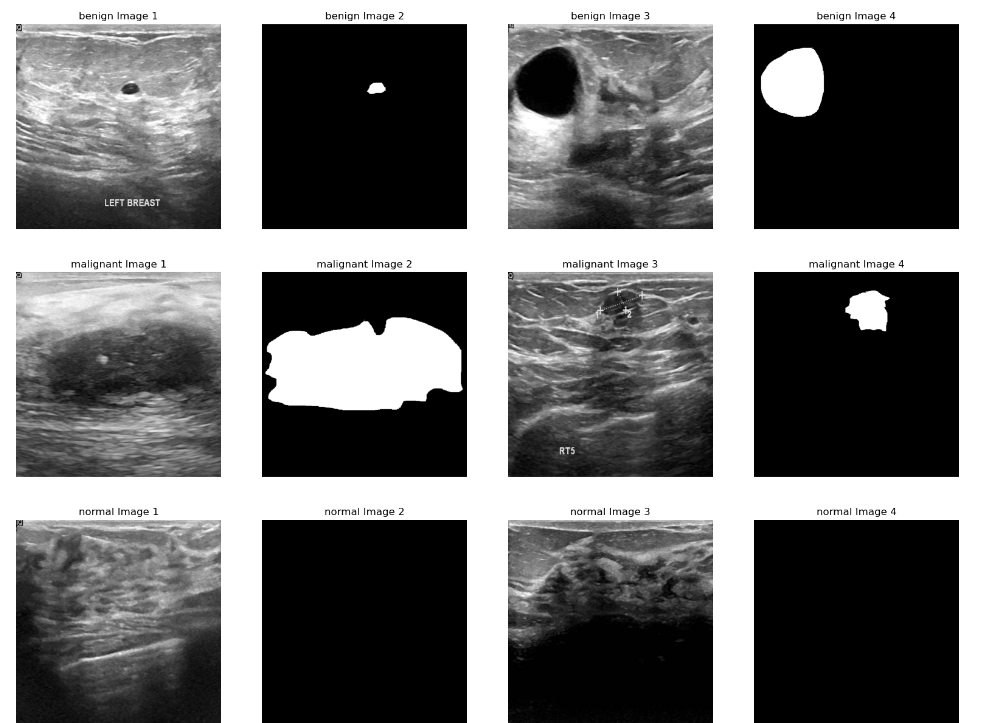 benign Image 1
benign Image 2
benign Image 3
benign Image 4
LEFT BREAST
malignant Image 1
malignant Image 2
malignant Image 3
malignant Image 4
2
RT5
normal Image 1
normal Image 2
normal Image 3
normal Image 4